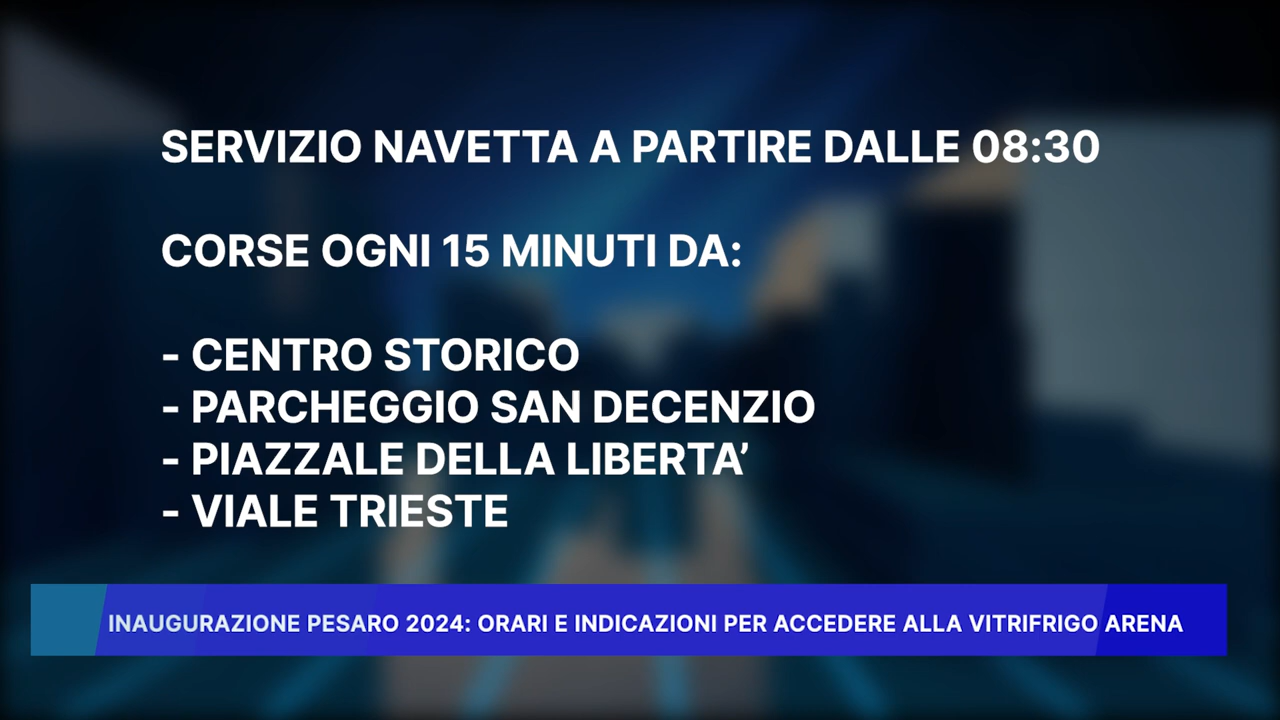 SERVIZIO NAVETTA A PARTIRE DALLE 08:30
CORSE OGNI 15 MINUTI DA:
- CENTRO STORICO
- PARCHEGGIO SAN DECENZIO
- PIAZZALE DELLA LIBERTA’
- VIALE TRIESTE
INAUGURAZIONE PESARO 2024: ORARI E INDICAZIONI PER ACCEDERE ALLA VITRIFRIGO ARENA